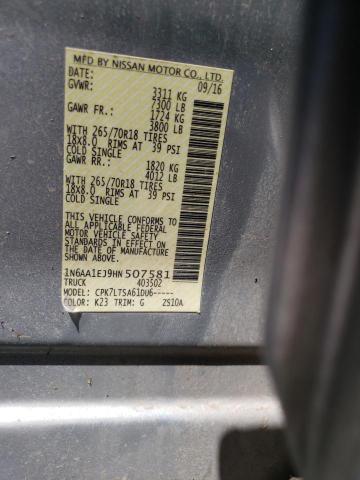 MFD BY NISSAN MOTOR CO., LTD.
DATE: 09/16
GVWR: 3311 KG
7300 LB
GAWR FR.: 1724 KG
3800 LB
WITH 265/70R18 TIRES
18x8.0 RIMS AT 39 PSI
COLD SINGLE
GAWR RR.: 1820 KG
4012 LB
WITH 265/70R18 TIRES
18x8.0 RIMS AT 39 PSI
COLD SINGLE
THIS VEHICLE CONFORMS
TO ALL APPLICABLE FEDERAL
MOTOR VEHICLE SAFETY
STANDARDS IN EFFECT ON
THE DATE OF MANUFACTURE
SHOWN ABOVE.
1N6AA1EJ9HN507581
TRUCK 403502
MODEL: CPK7LTSA61DU6-----
COLOR: K23 TRIM: G 2S10A